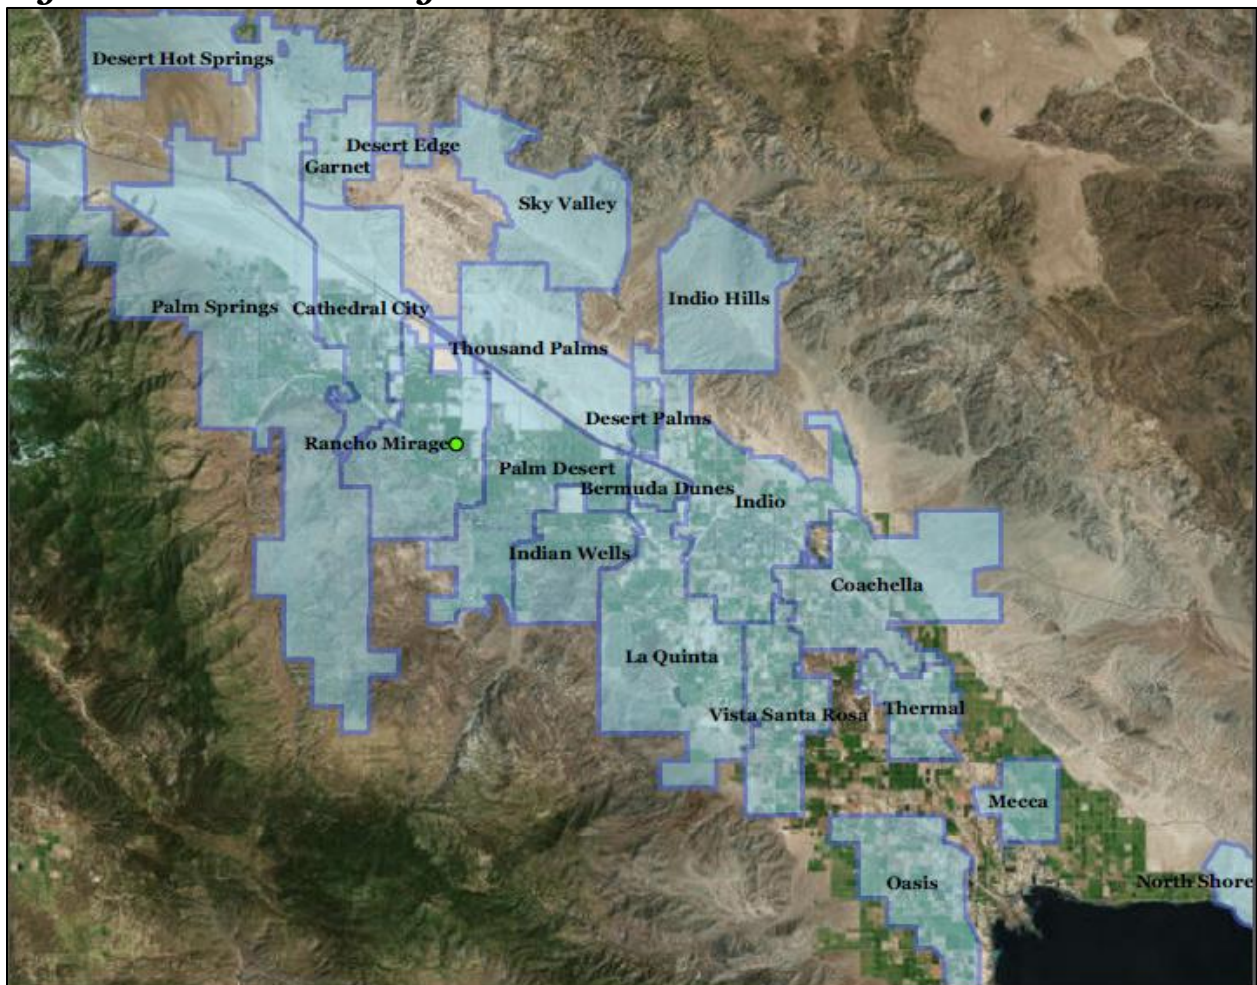 Desert Hot Springs
Desert Edge
Garnet
Sky Valley
Indio Hills
Palm Springs
Cathedral City
Thousand Palms
Desert Palms
Rancho Mirage
Palm Desert
Bermuda Dunes
Indio
Indian Wells
Coachella
La Quinta
Vista Santa Rosa
Thermal
Mecca
Oasis
North Shore